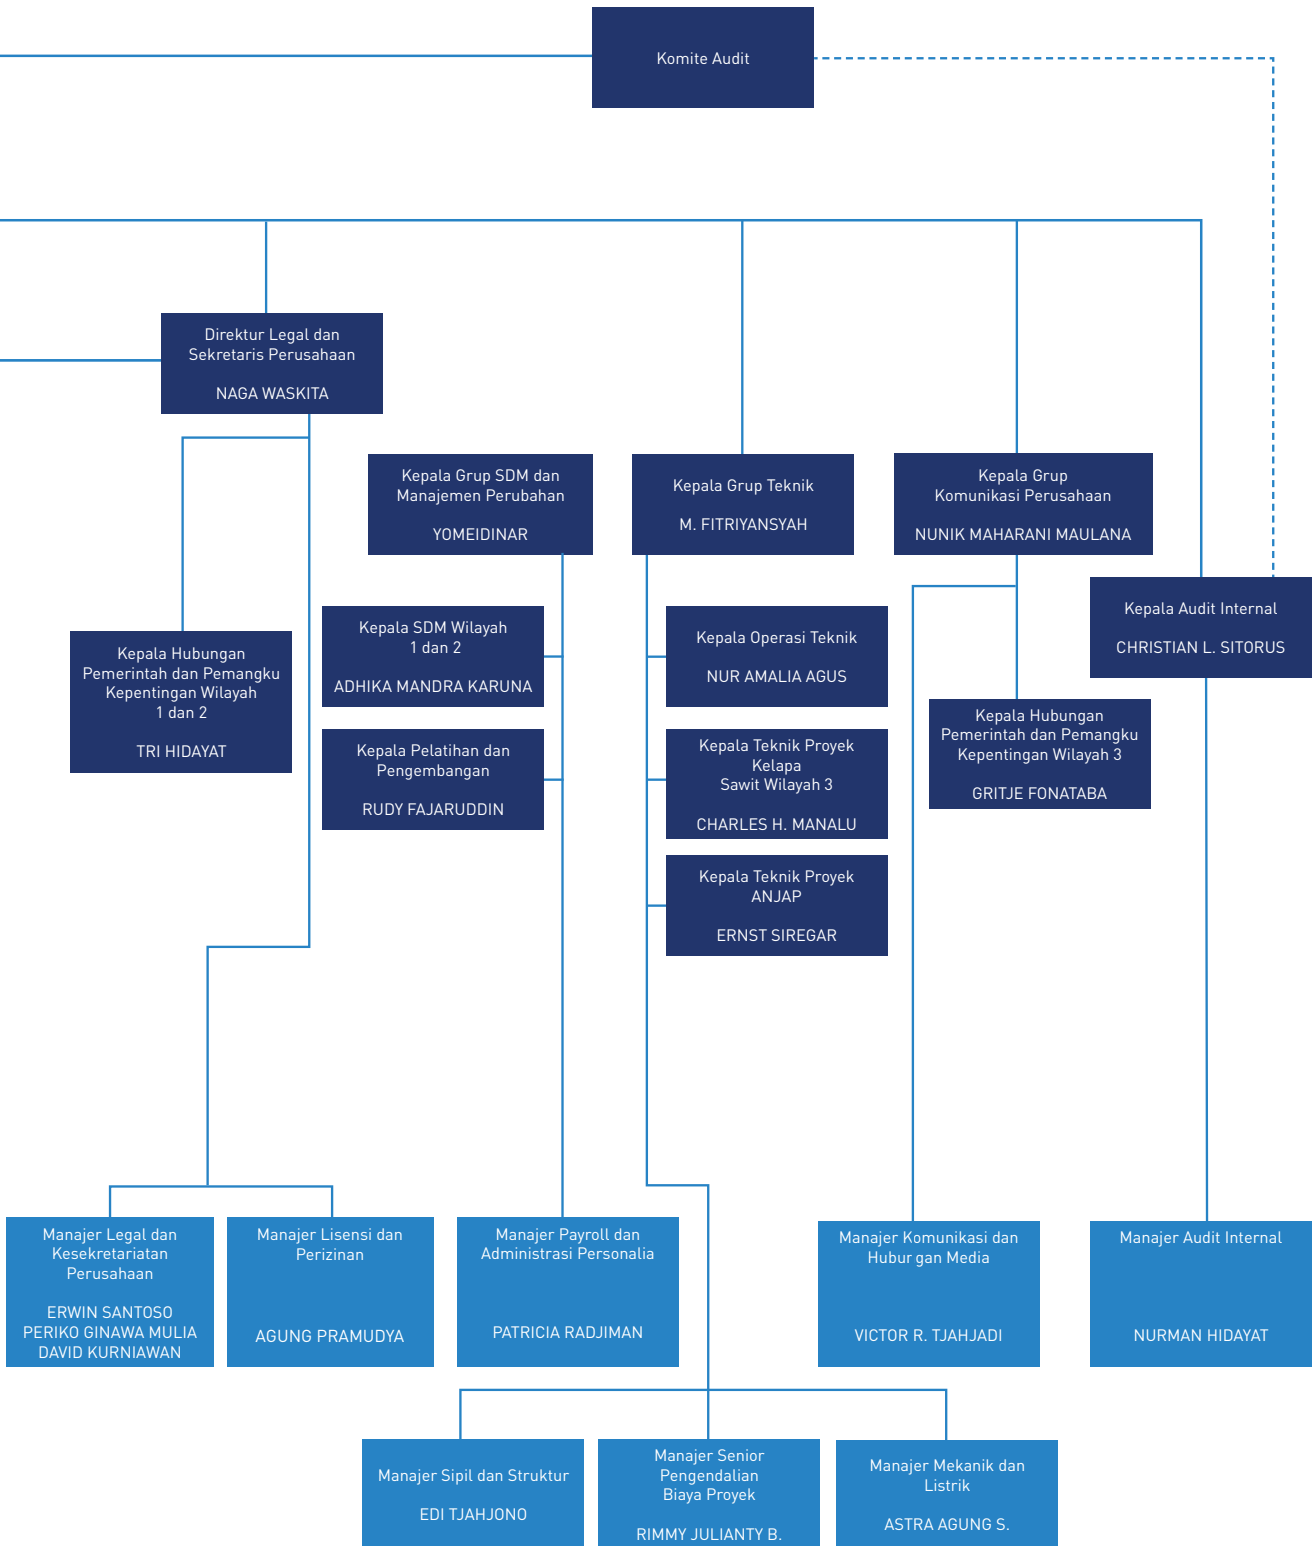 Komite Audit
Direktur Legal dan
Sekretaris Perusahaan
NAGA WASKITA
Kepala Grup SDM dan
Manajemen Perubahan
YOMEIDINAR
Kepala Grup Teknik
M. FITRIYANSYAH
Kepala Grup
Komunikasi Perusahaan
NUNIK MAHARANI MAULANA
Kepala Audit Internal
CHRISTIAN L. SITORUS
Kepala Hubungan
Pemerintah dan Pemangku
Kepentingan Wilayah
1 dan 2
TRI HIDAYAT
Kepala SDM Wilayah
1 dan 2
ADHIKA MANDRA KARUNA
Kepala Operasi Teknik
NUR AMALIA AGUS
Kepala Hubungan
Pemerintah dan Pemangku
Kepentingan Wilayah 3
GRITJE FONATABA
Kepala Pelatihan dan
Pengembangan
RUDY FAJARUDDIN
Kepala Teknik Proyek
Kelapa
Sawit Wilayah 3
CHARLES H. MANALU
Kepala Teknik Proyek
ANJAP
ERNST SIREGAR
Manajer Legal dan
Kesekretariatan
Perusahaan
ERWIN SANTOSO
PERIKO GINAWA MULIA
DAVID KURNIAWAN
Manajer Lisensi dan
Perizinan
AGUNG PRAMUDYA
Manajer Payroll dan
Administrasi Personalia
PATRICIA RADJIMAN
Manajer Komunikasi dan
Hubur gan Media
VICTOR R. TJAHJADI
Manajer Audit Internal
NURMAN HIDAYAT
Manajer Sipil dan Struktur
EDI TJAHJONO
Manajer Senior
Pengendalian
Biaya Proyek
RIMMY JULIANTY B.
Manajer Mekanik dan
Listrik
ASTRA AGUNG S.